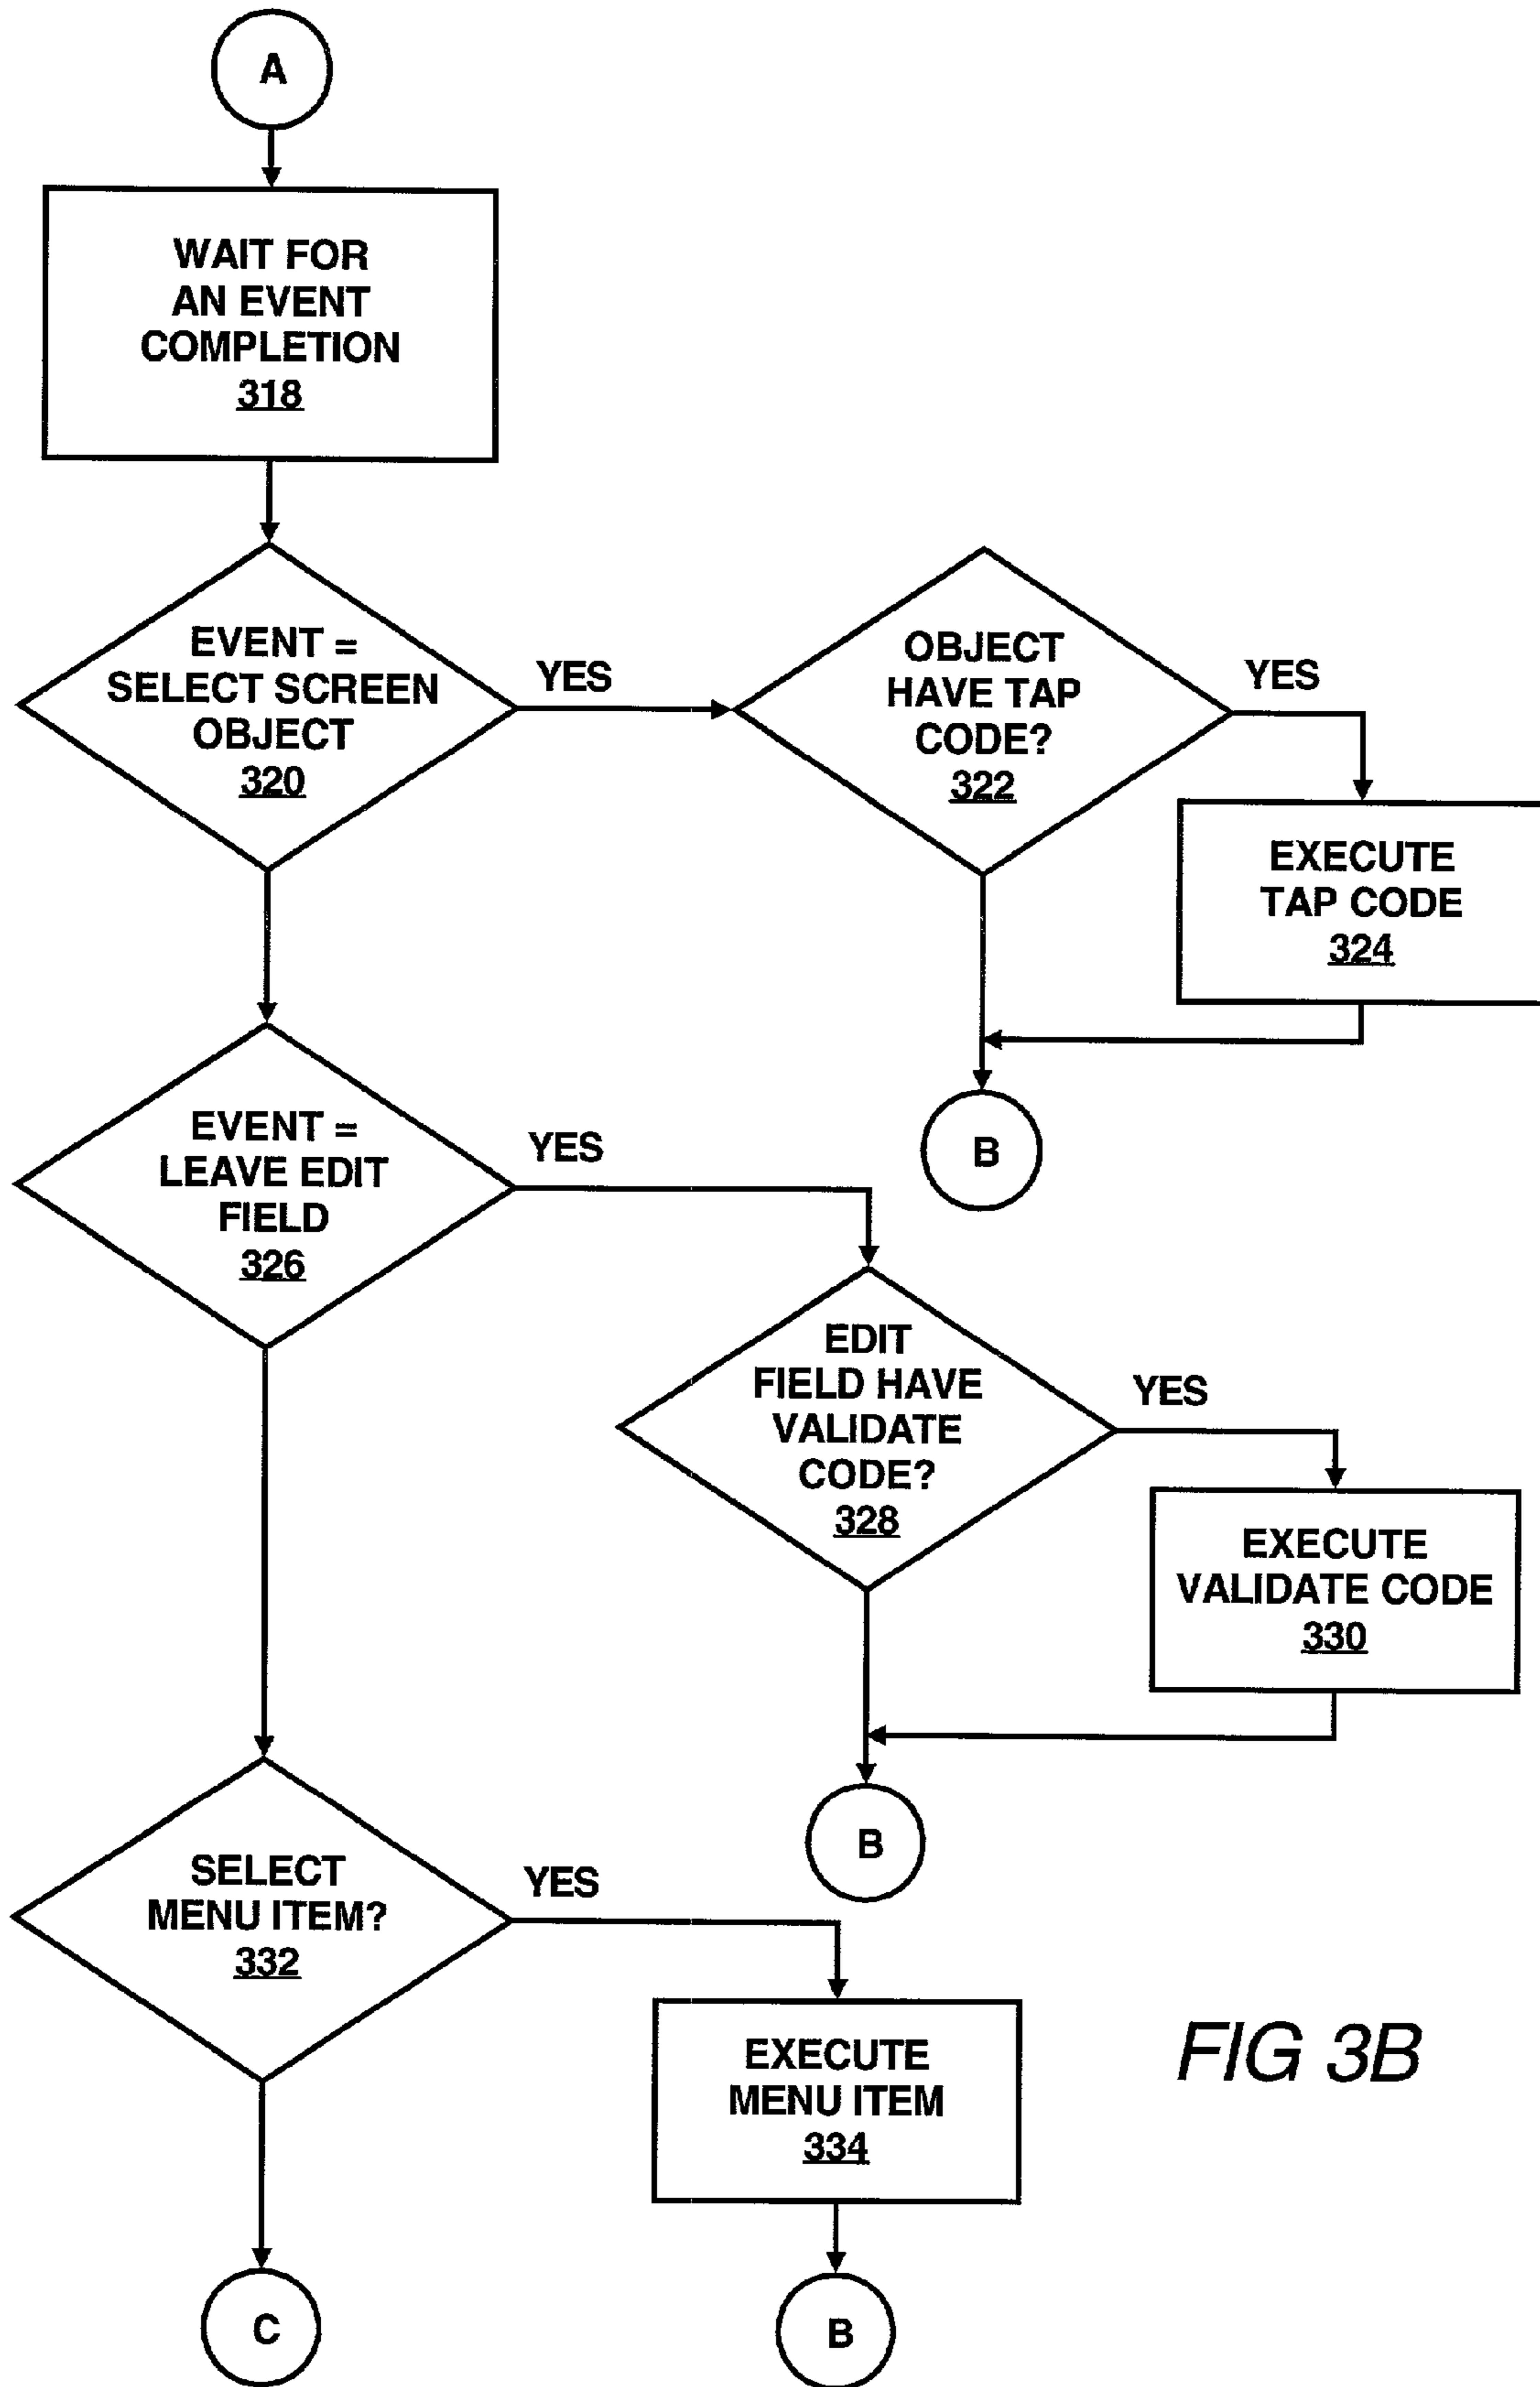 A
WAIT FOR
AN EVENT
COMPLETION
318
EVENT =
SELECT SCREEN
OBJECT
320
YES
OBJECT
HAVE TAP
CODE?
322
YES
EXECUTE
TAP CODE
324
B
EVENT =
LEAVE EDIT
FIELD
326
YES
EDIT
FIELD HAVE
VALIDATE
CODE?
328
YES
EXECUTE
VALIDATE CODE
330
B
SELECT
MENU ITEM?
332
YES
EXECUTE
MENU ITEM
334
C
B
FIG 3B